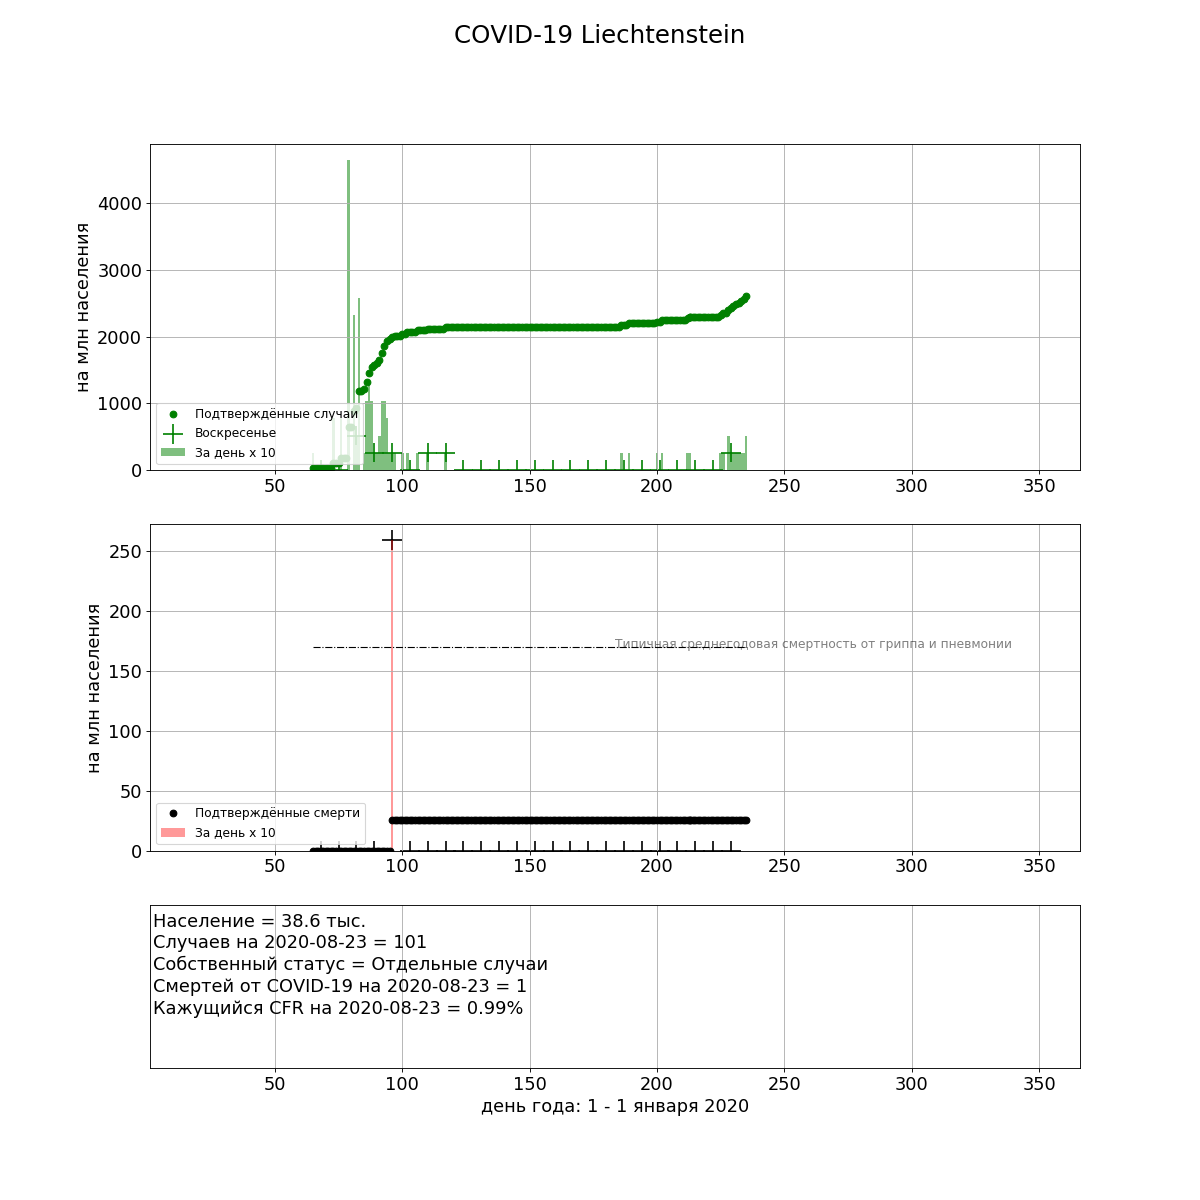 COVID-19 Liechtenstein
на млн населения
4000
3000
2000
1000
0
Подтверждённые случаи
Воскресенье
За день x 10
50 100 150 200 250 300 350
на млн населения
250
200
150
100
50
0
Типичная среднегодовая смертность от гриппа и пневмонии
Подтверждённые смерти
За день x 10
50 100 150 200 250 300 350
Население = 38.6 тыс.
Случаев на 2020-08-23 = 101
Собственный статус = Отдельные случаи
Смертей от COVID-19 на 2020-08-23 = 1
Кажущийся CFR на 2020-08-23 = 0.99%
50 100 150 200 250 300 350
день года: 1 - 1 января 2020